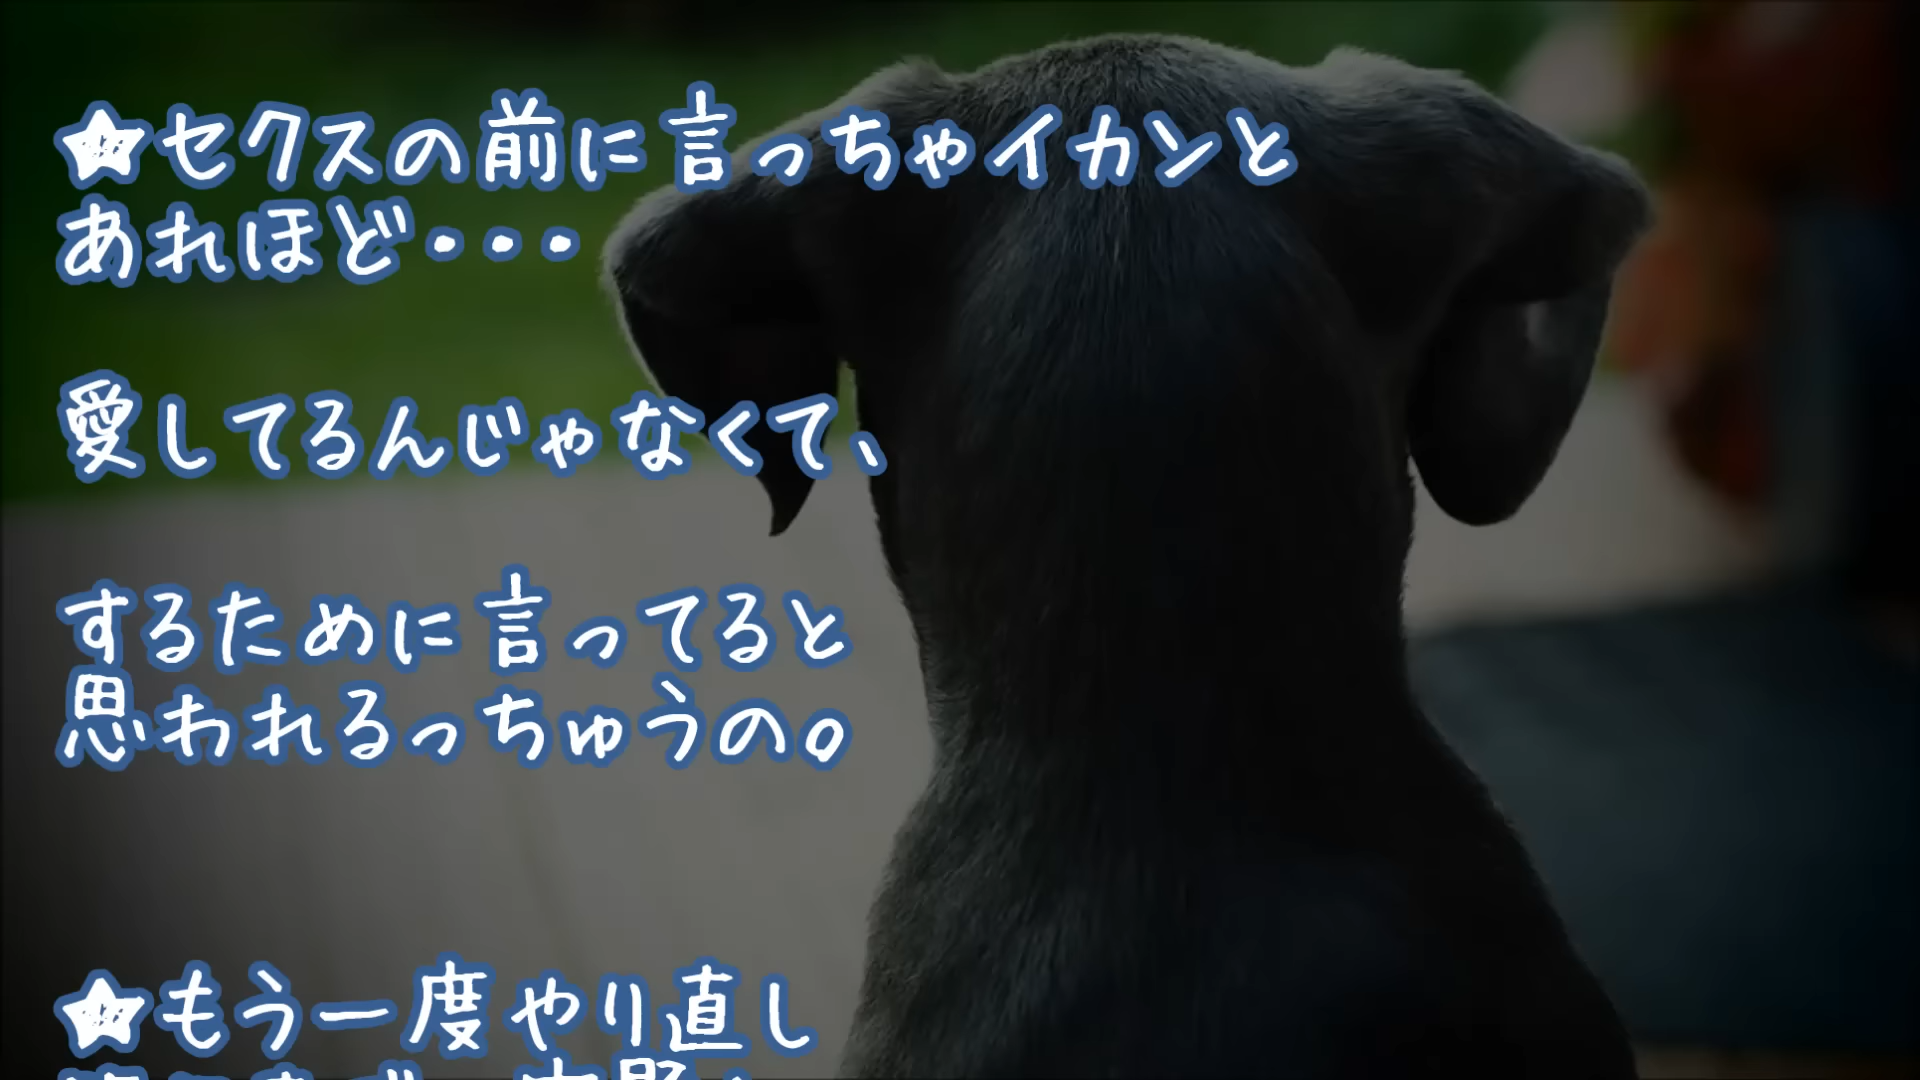 ★セクスの前に言っちゃイカンと
あれほど・・・
愛してるんじゃなくて、
するために言ってると
思われるっちゅうの。
★もう一度やり直し